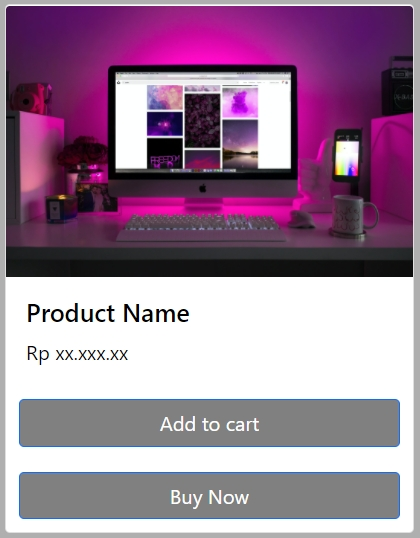 Product Name
Rp xx.xxx.xx
Add to cart
Buy Now